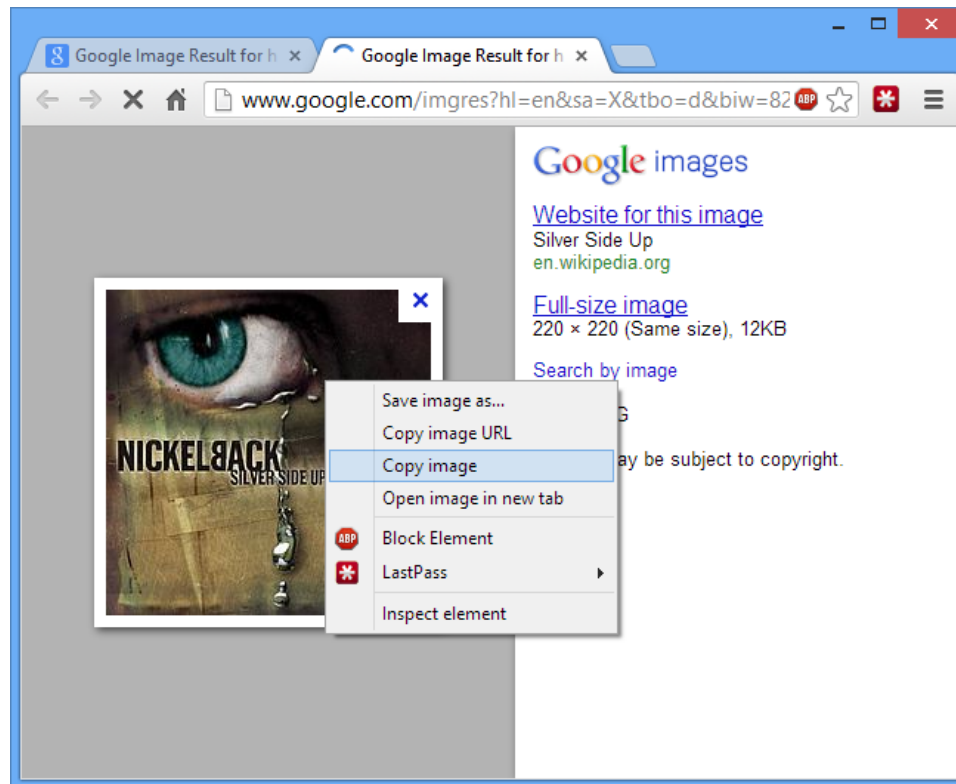 Google Image Result for h
Google Image Result for h
www.google.com/imgres?hl=en&sa=X&tbo=d&biw=82
ABP
Google images
Website for this image
Silver Side Up
en.wikipedia.org
Full-size image
220 × 220 (Same size), 12KB
Search by image
G
ay be subject to copyright.
NICKELBACK
SILVER SIDE UP
Save image as...
Copy image URL
Copy image
Open image in new tab
ABP
Block Element
LastPass
Inspect element